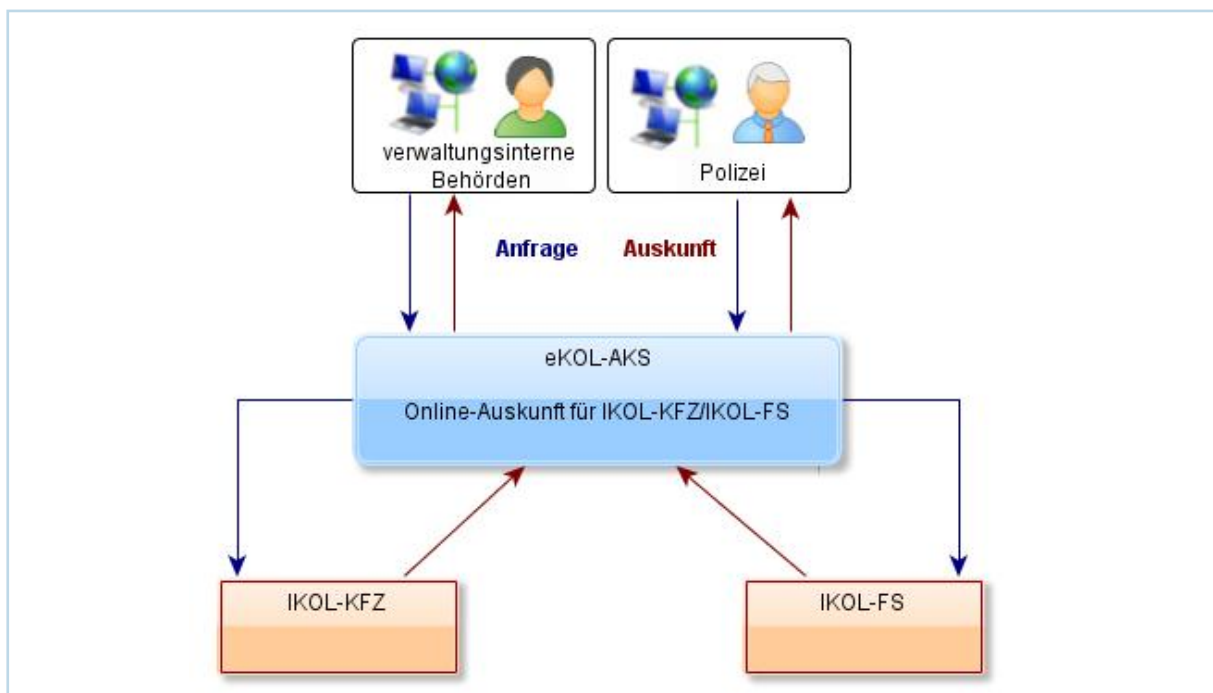 verwaltungsinterne
Behörden
Polizei
Anfrage
Auskunft
eKOL-AKS
Online-Auskunft für IKOL-KFZ/IKOL-FS
IKOL-KFZ
IKOL-FS